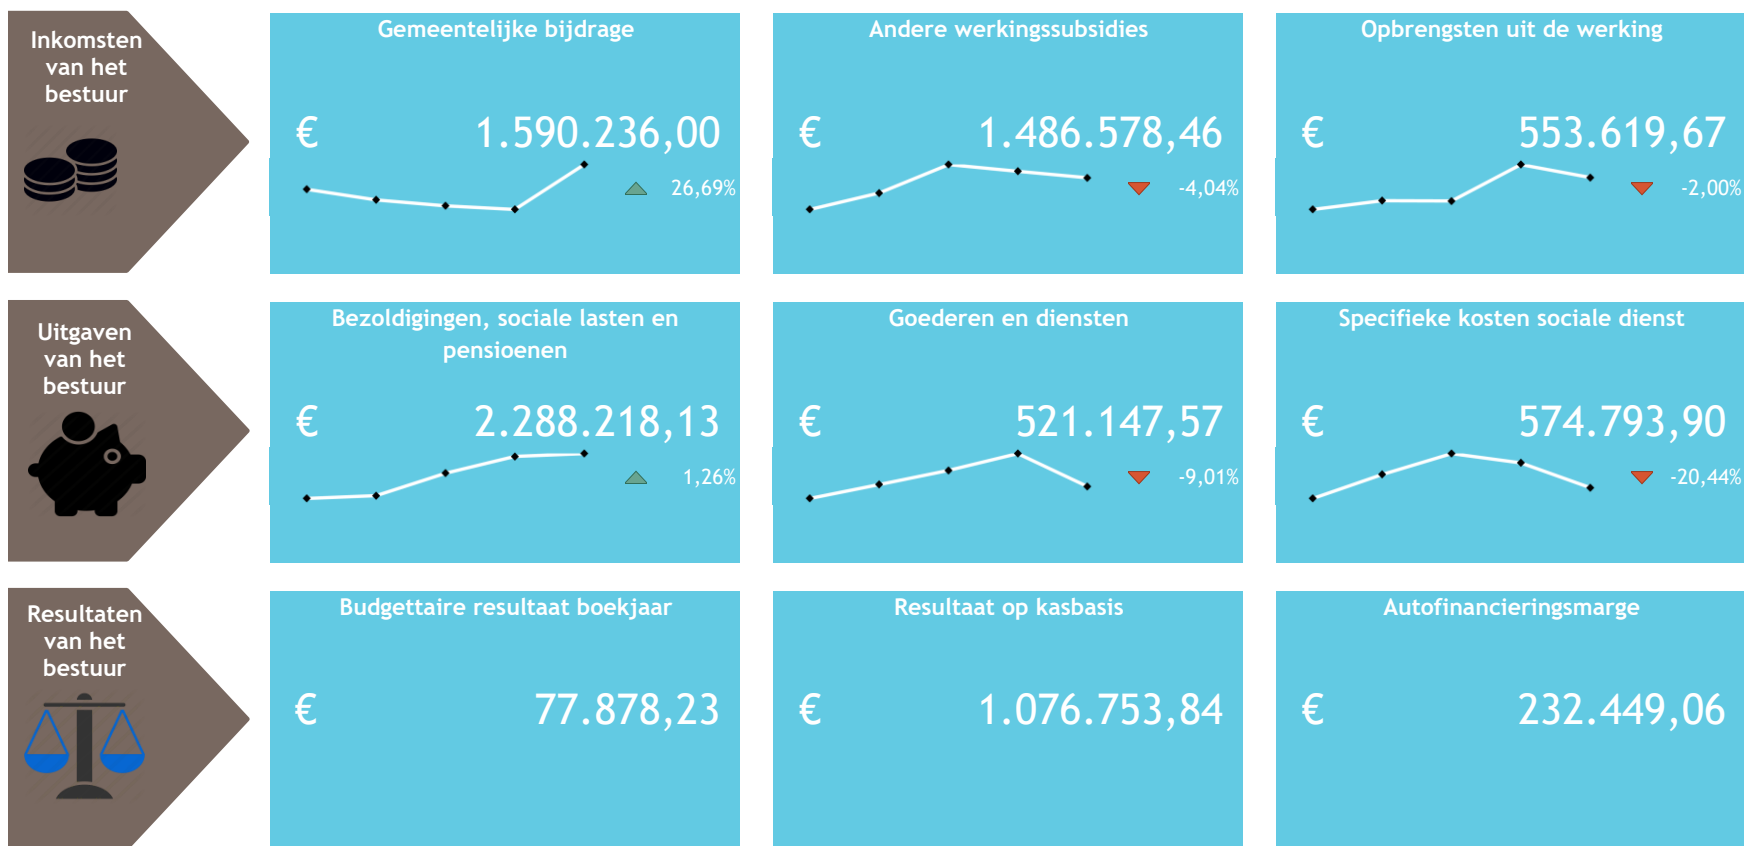 Inkomsten
van het
bestuur
Gemeentelijke bijdrage
€ 1.590.236,00
26,69%
Andere werkingssubsidies
€ 1.486.578,46
-4,04%
Opbrengsten uit de werking
€ 553.619,67
-2,00%
Uitgaven
van het
bestuur
Bezoldigingen, sociale lasten en
pensioenen
€ 2.288.218,13
1,26%
Goederen en diensten
€ 521.147,57
-9,01%
Specifieke kosten sociale dienst
€ 574.793,90
-20,44%
Resultaten
van het
bestuur
Budgettaire resultaat boekjaar
€ 77.878,23
Resultaat op kasbasis
€ 1.076.753,84
Autofinancieringsmarge
€ 232.449,06